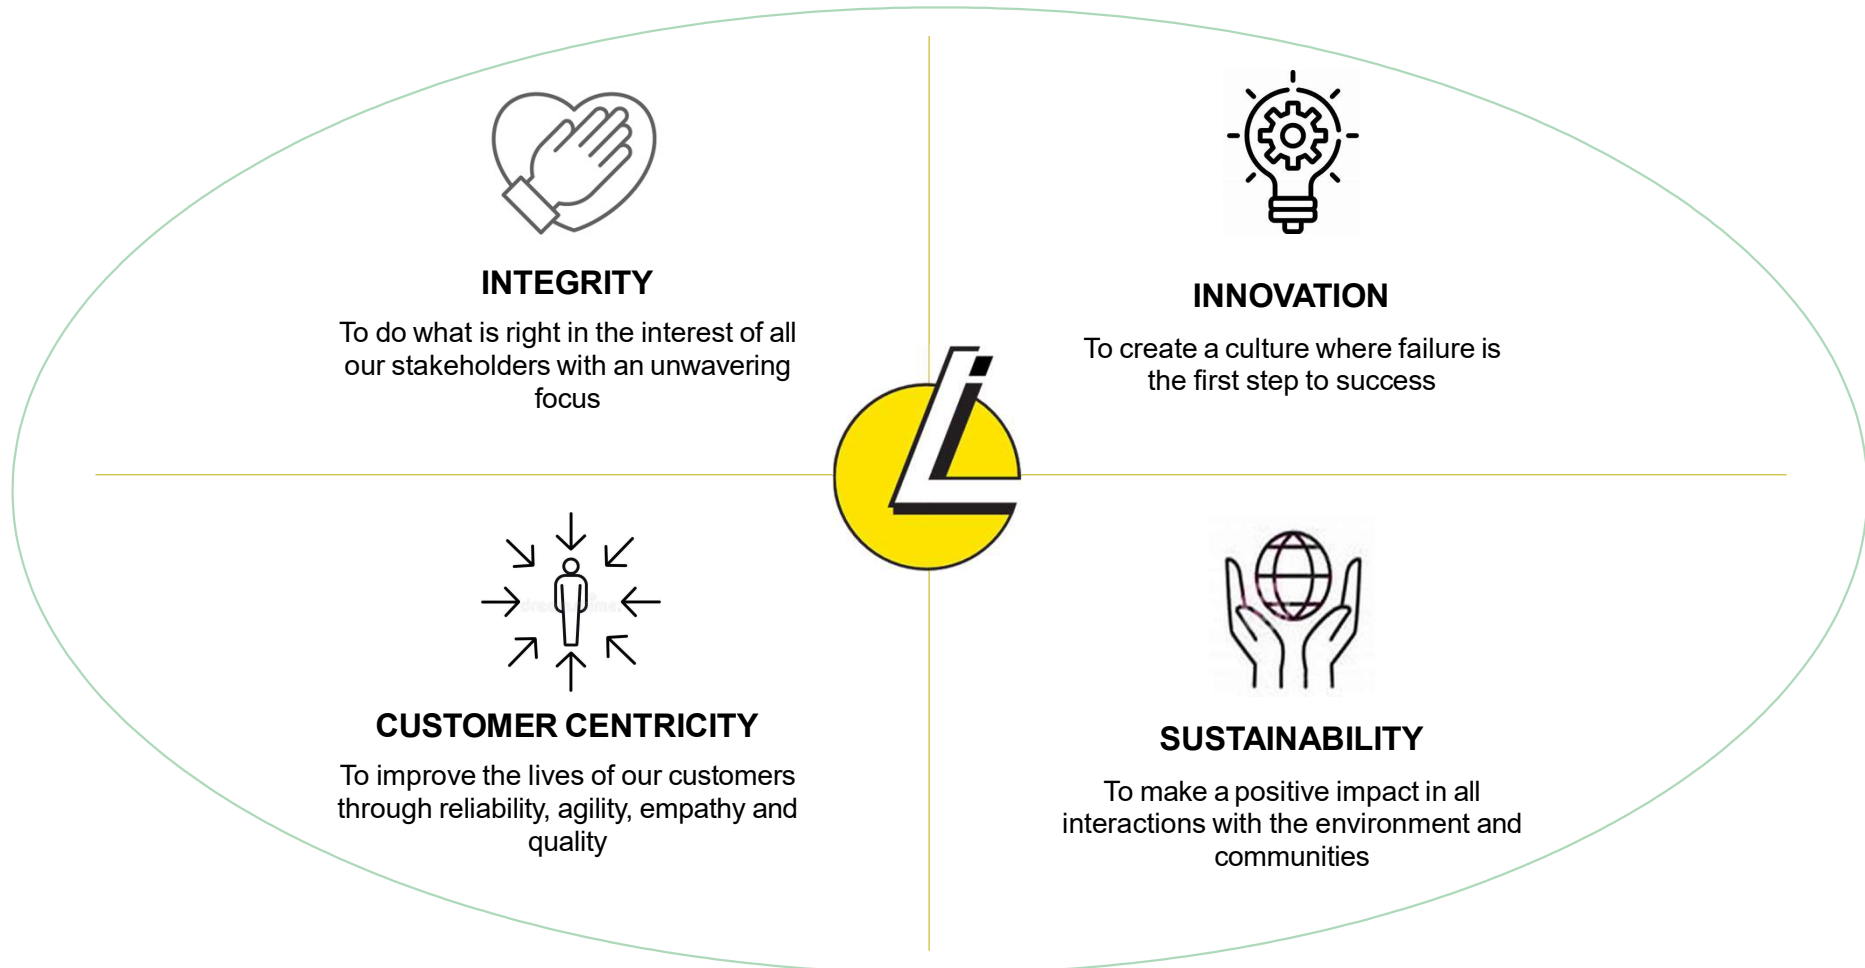 INTEGRITY
To do what is right in the interest of all
our stakeholders with an unwavering
focus
INNOVATION
To create a culture where failure is
the first step to success
CUSTOMER CENTRICITY
To improve the lives of our customers
through reliability, agility, empathy and
quality
SUSTAINABILITY
To make a positive impact in all
interactions with the environment and
communities